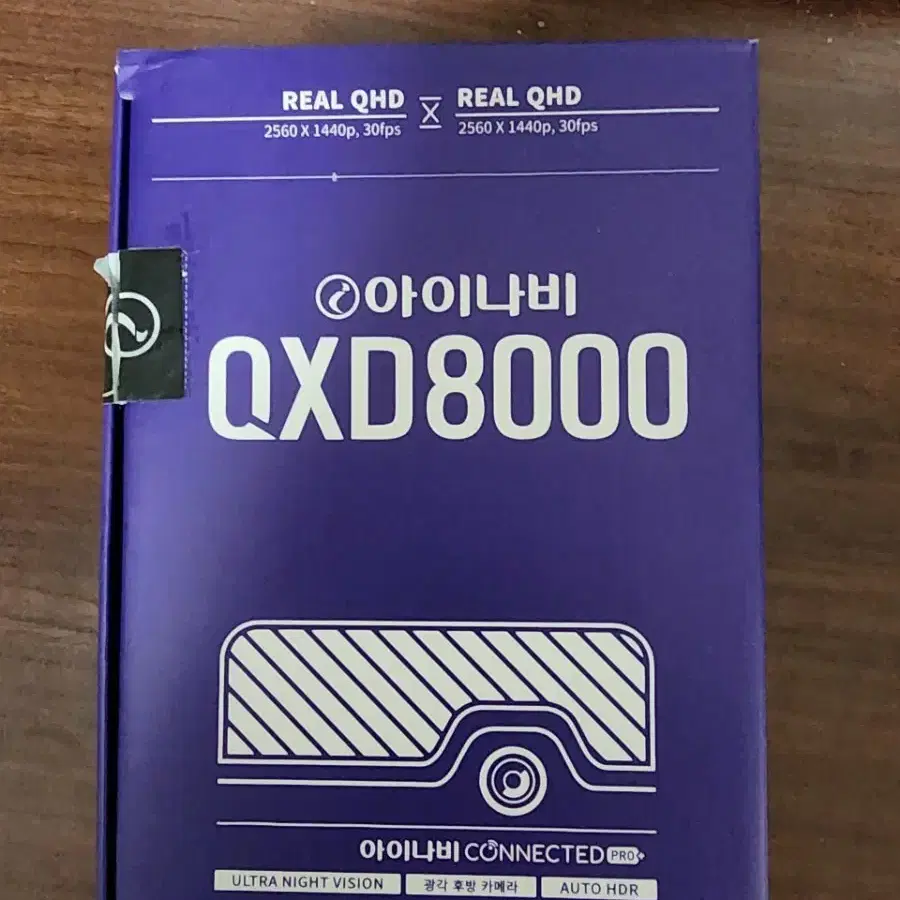 REAL QHD X REAL QHD
2560 X 1440p, 30fps 2560 X 1440p, 30fps
아이나비
QXD8000
아이나비 CONNECTED PRO
ULTRA NIGHT VISION 광각 후방 카메라 AUTO HDR